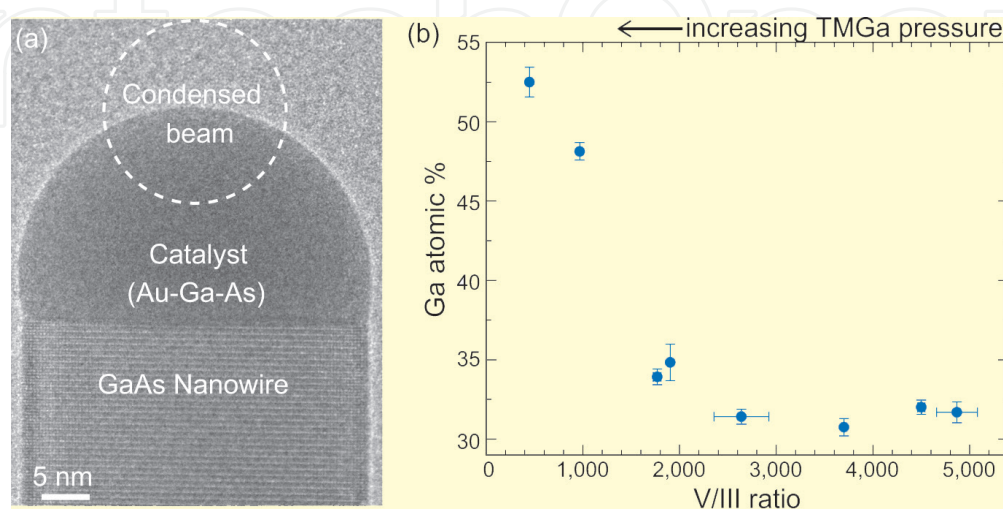 (a)
Condensed
beam
Catalyst
(Au-Ga-As)
GaAs Nanowire
5 nm
(b)
increasing TMGa pressure
55
50
45
40
35
30
Ga atomic %
0 1,000 2,000 3,000 4,000 5,000
V/III ratio